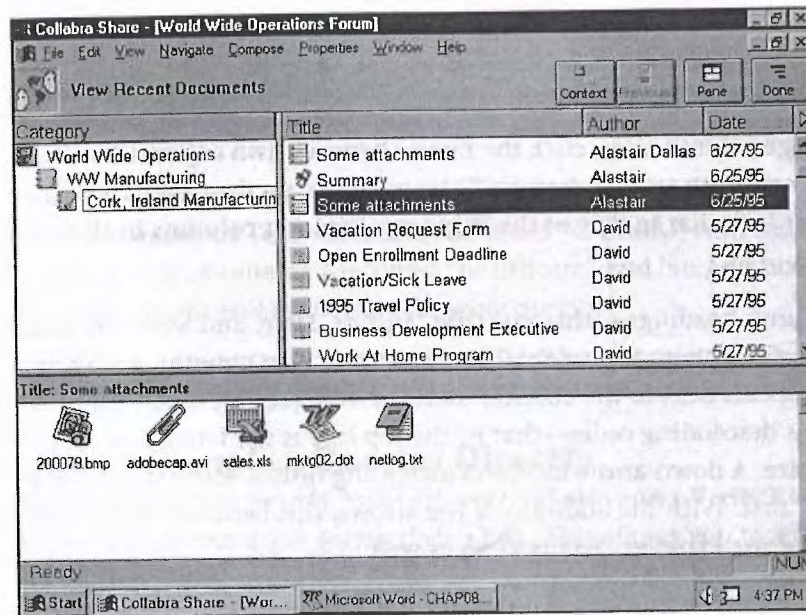 Collabra Share - [World Wide Operations Forum]
File Edit View Navigate Compose Properties Window Help
View Recent Documents
Context Previous Pane Done
Category
Title Author Date
World Wide Operations
WW Manufacturing
Cork, Ireland Manufacturin
Some attachments Alastair Dallas 6/27/95
Summary Alastair 6/25/95
Some attachments Alastair 6/25/95
Vacation Request Form David 5/27/95
Open Enrollment Deadline David 5/27/95
Vacation/Sick Leave David 5/27/95
1995 Travel Policy David 5/27/95
Business Development Executive David 5/27/95
Work At Home Program David 5/27/95
Title: Some attachments
200079.bmp adobecap.avi sales.xls mktg02.dot netlog.txt
Ready NUM
Start Collabra Share - [Wor... Microsoft Word - CHAP08... 4:37 PM